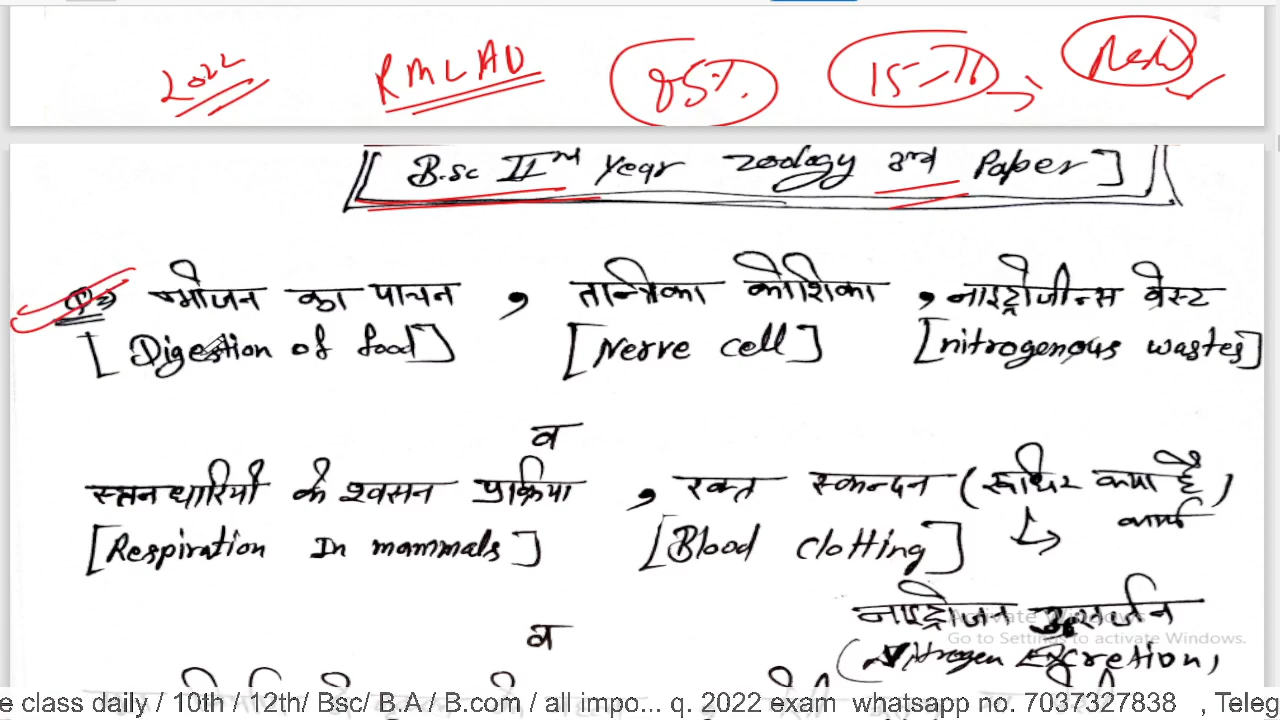 2022 RMLAU 85%. 15-16
[B.sc IInd Year zoology 3rd Paper]
भोजन का पाचन , तान्त्रिका कोशिका , नाइट्रोजीन्स वेस्ट
[Digestion of food] [Nerve cell] [nitrogenous wastes]
व
स्तनधारियों के श्वसन प्रक्रिया , रक्त स्कन्दन (रूधिर क्या है)
कार्य
[Respiration In mammals] [Blood clotting]
नाइट्रोजन उत्सर्जन
Activate Windows
Go to Settings to activate Windows.
व
(Nitrogen Excretion,
e class daily / 10th / 12th/ Bsc/ B.A / B.com / all impo... q. 2022 exam whatsapp no. 7037327838 , Teleg